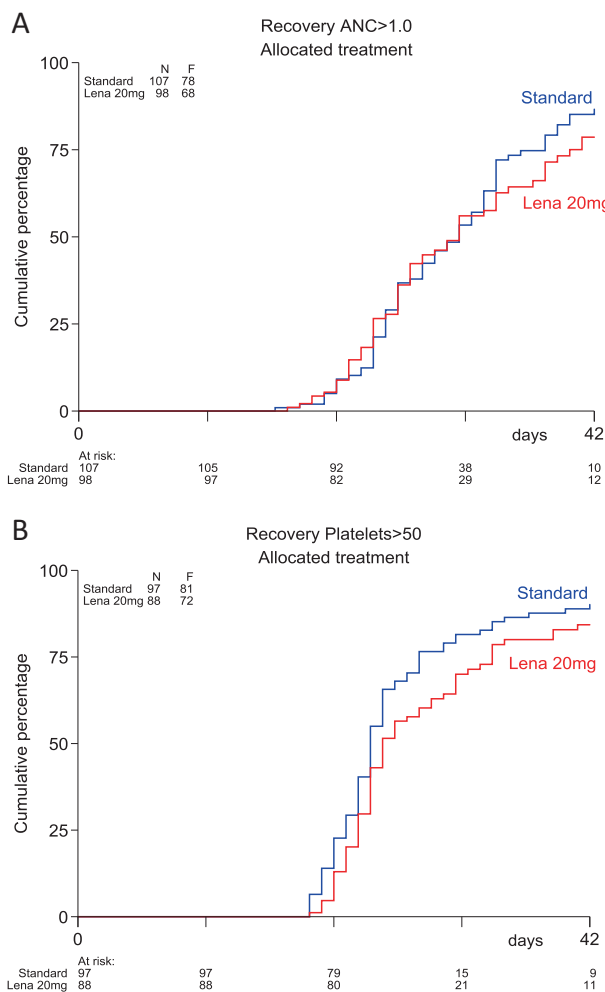 A
Recovery ANC>1.0
Allocated treatment
N F
Standard 107 78
Lena 20mg 98 68
100
75
50
25
0
Cumulative percentage
Standard
Lena 20mg
0 days 42
At risk:
Standard 107 105 92 38 10
Lena 20mg 98 97 82 29 12
B
Recovery Platelets>50
Allocated treatment
N F
Standard 97 81
Lena 20mg 88 72
100
75
50
25
0
Cumulative percentage
Standard
Lena 20mg
0 days 42
At risk:
Standard 97 97 79 15 9
Lena 20mg 88 88 80 21 11